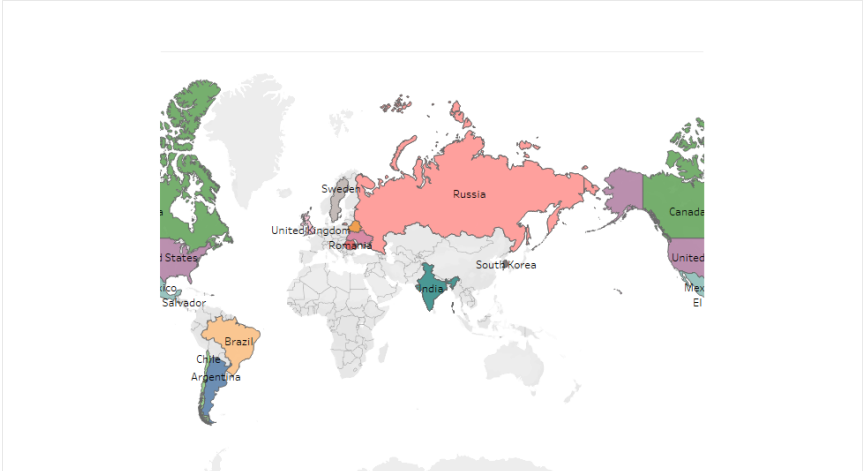 Sweden
Russia
a
Canada
United Kingdom
Romania
d States
South Korea
United
India
xico
Mex
Salvador
El
Brazil
Chile
Argentina